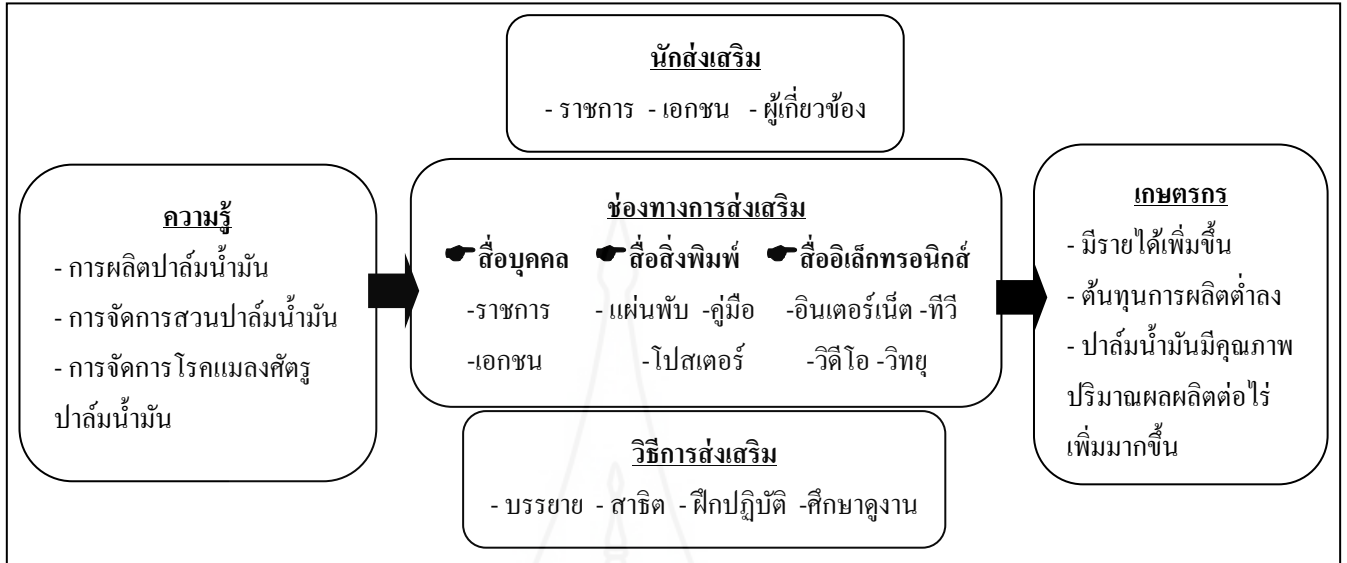 นักส่งเสริม
- ราชการ - เอกชน - ผู้เกี่ยวข้อง
ความรู้
- การผลิตปาล์มน้ำมัน
- การจัดการสวนปาล์มน้ำมัน
- การจัดการโรคแมลงศัตรู
ปาล์มน้ำมัน
ช่องทางการส่งเสริม
สื่อบุคคล สื่อสิ่งพิมพ์ สื่ออิเล็กทรอนิกส์
-ราชการ - แผ่นพับ -คู่มือ -อินเตอร์เน็ต -ทีวี
-เอกชน -โปสเตอร์ -วิดีโอ -วิทยุ
วิธีการส่งเสริม
- บรรยาย - สาธิต - ฝึกปฏิบัติ -ศึกษาดูงาน
เกษตรกร
- มีรายได้เพิ่มขึ้น
- ต้นทุนการผลิตต่ำลง
- ปาล์มน้ำมันมีคุณภาพ
ปริมาณผลผลิตต่อไร่
เพิ่มมากขึ้น